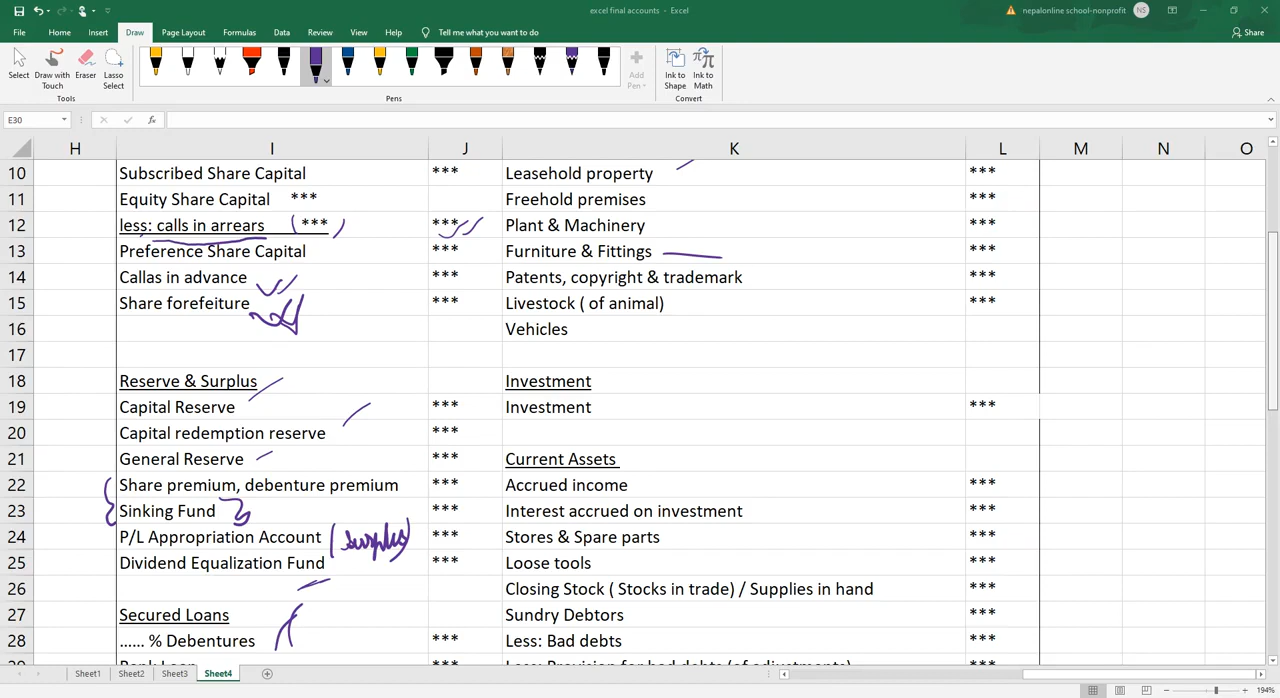 excel final accounts - Excel
nepalonline school-nonprofit NS
File Home Insert Draw Page Layout Formulas Data Review View Help Tell me what you want to do Share
Select Draw with Touch Eraser Lasso Select Add Pen Ink to Shape Ink to Math
Tools Pens Convert
E30 fx
H I J K L M N O
10 Subscribed Share Capital *** Leasehold property ***
11 Equity Share Capital *** Freehold premises ***
12 less: calls in arrears (***) *** Plant & Machinery ***
13 Preference Share Capital *** Furniture & Fittings ***
14 Callas in advance *** Patents, copyright & trademark ***
15 Share forefeiture *** Livestock ( of animal) ***
16 Vehicles
17
18 Reserve & Surplus Investment
19 Capital Reserve *** Investment ***
20 Capital redemption reserve ***
21 General Reserve *** Current Assets
22 Share premium, debenture premium *** Accrued income ***
23 Sinking Fund *** Interest accrued on investment ***
24 P/L Appropriation Account (surplus) *** Stores & Spare parts ***
25 Dividend Equalization Fund *** Loose tools ***
26 Closing Stock ( Stocks in trade) / Supplies in hand ***
27 Secured Loans Sundry Debtors ***
28 ...... % Debentures *** Less: Bad debts ***
Sheet1 Sheet2 Sheet3 Sheet4
194%